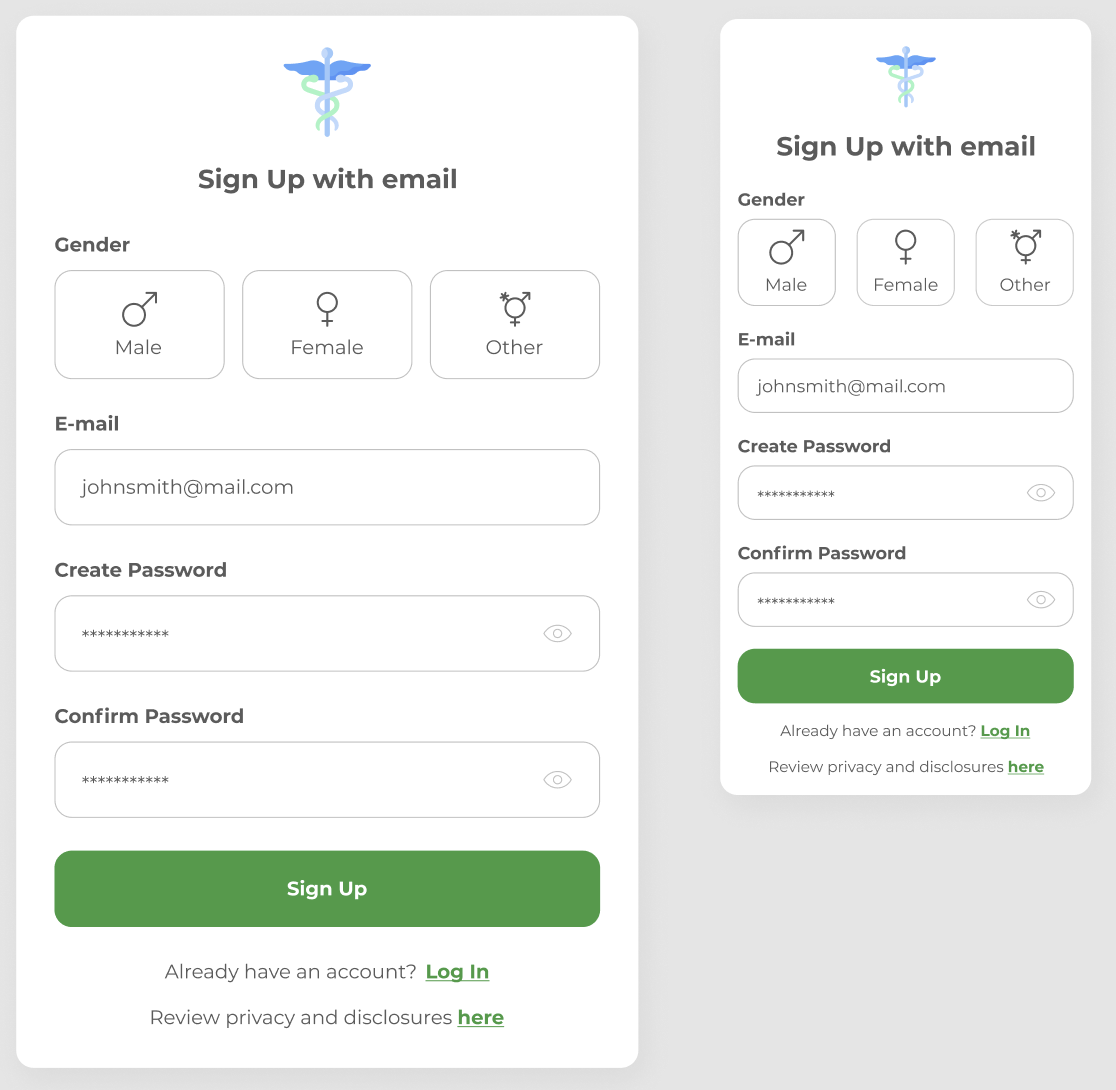 Sign Up with email
Gender
Male Female Other
E-mail
johnsmith@mail.com
Create Password
***********
Confirm Password
***********
Sign Up
Already have an account? Log In
Review privacy and disclosures here
Sign Up with email
Gender
Male Female Other
E-mail
johnsmith@mail.com
Create Password
***********
Confirm Password
***********
Sign Up
Already have an account? Log In
Review privacy and disclosures here